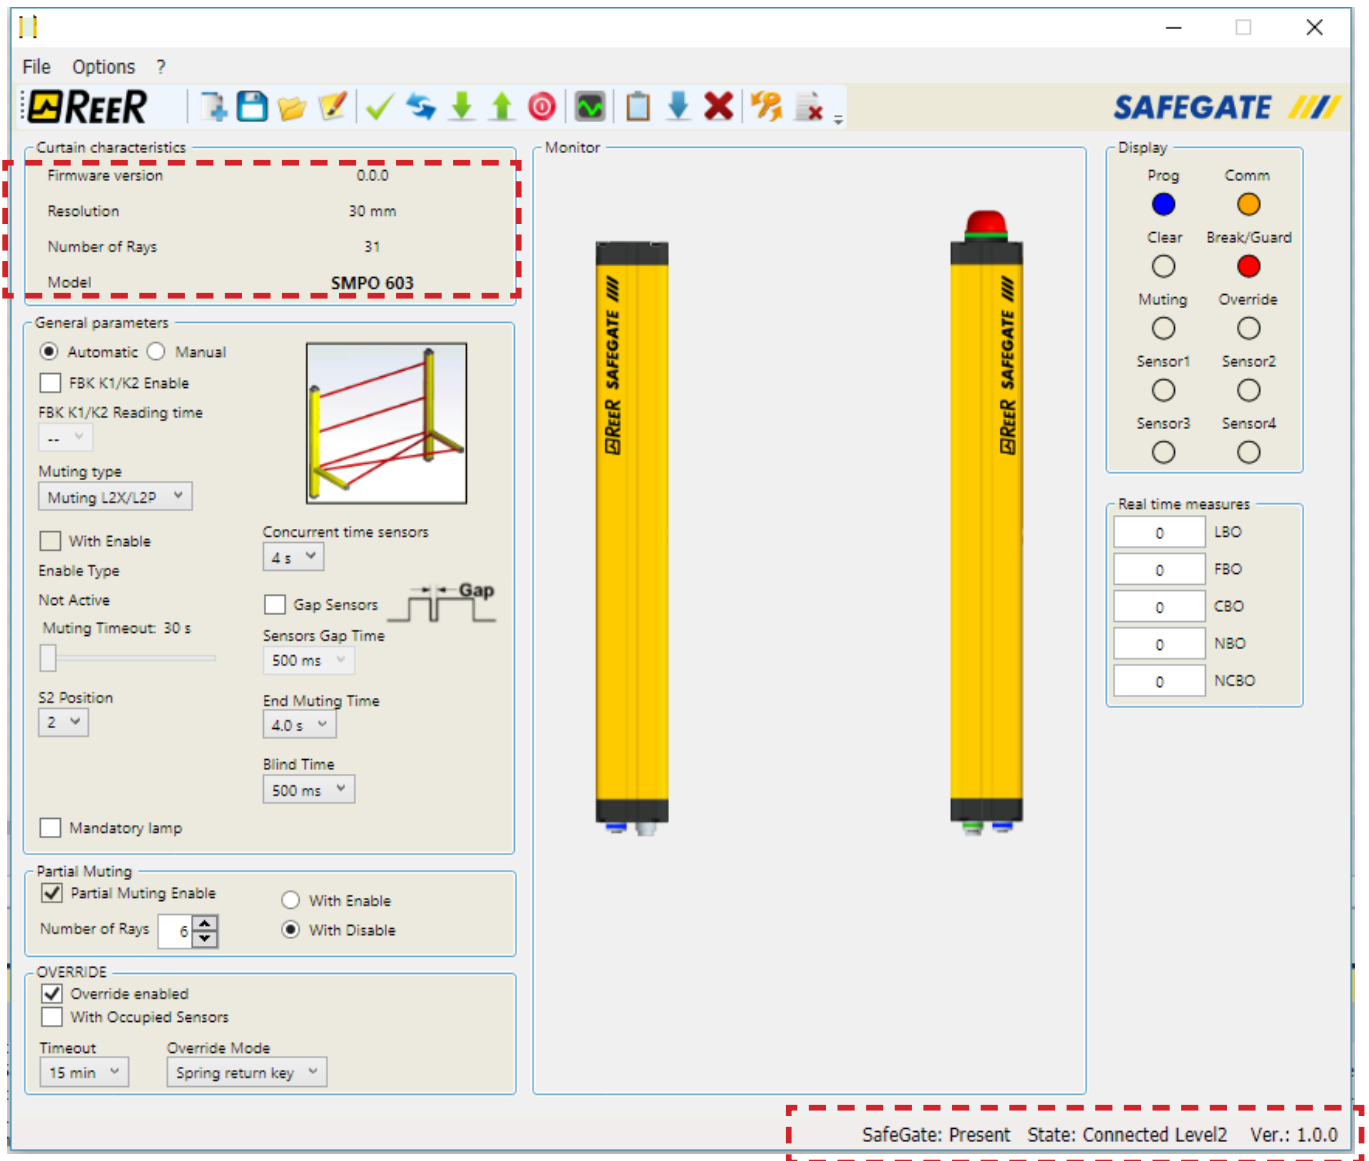 File Options ?
REER
SAFEGATE
Curtain characteristics
Firmware version 0.0.0
Resolution 30 mm
Number of Rays 31
Model SMPO 603
General parameters
Automatic Manual
FBK K1/K2 Enable
FBK K1/K2 Reading time
--
Muting type
Muting L2X/L2P
With Enable
Enable Type
Not Active
Muting Timeout: 30 s
S2 Position
2
Concurrent time sensors
4 s
Gap Sensors
Gap
Sensors Gap Time
500 ms
End Muting Time
4.0 s
Blind Time
500 ms
Mandatory lamp
Partial Muting
Partial Muting Enable
With Enable
Number of Rays 6
With Disable
OVERRIDE
Override enabled
With Occupied Sensors
Timeout Override Mode
15 min Spring return key
Monitor
REER SAFEGATE
REER SAFEGATE
Display
Prog Comm
Clear Break/Guard
Muting Override
Sensor1 Sensor2
Sensor3 Sensor4
Real time measures
0 LBO
0 FBO
0 CBO
0 NBO
0 NCBO
SafeGate: Present State: Connected Level2 Ver.: 1.0.0